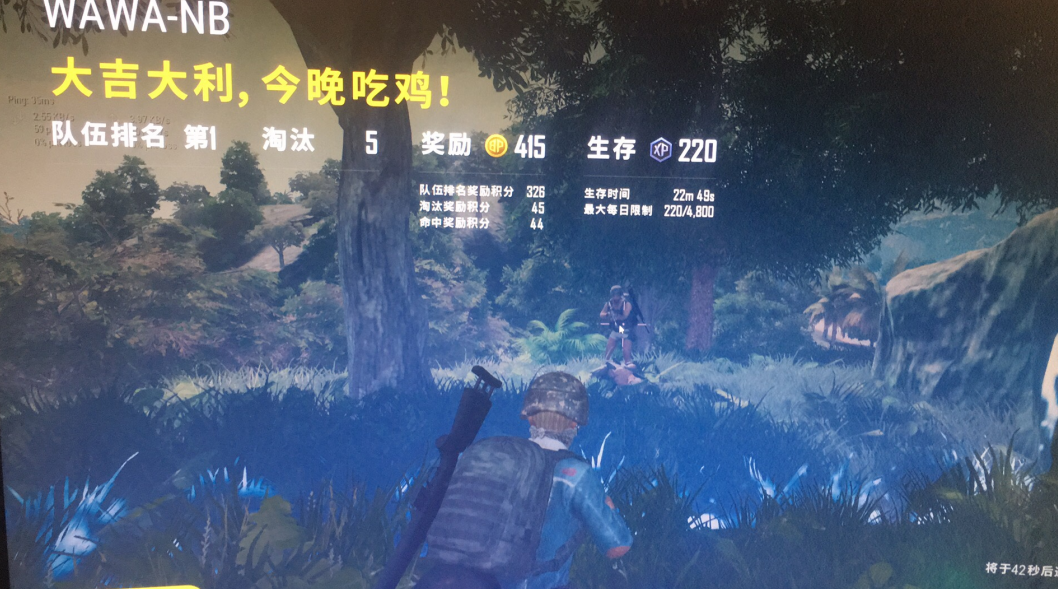 WAWA-NB
大吉大利，今晚吃鸡！
队伍排名 第1 淘汰 5 奖励 BP 415 生存 XP 220
队伍排名奖励积分 326
淘汰奖励积分 45
命中奖励积分 44
生存时间 22m 49s
最大每日限制 220/4,800
将于42秒后